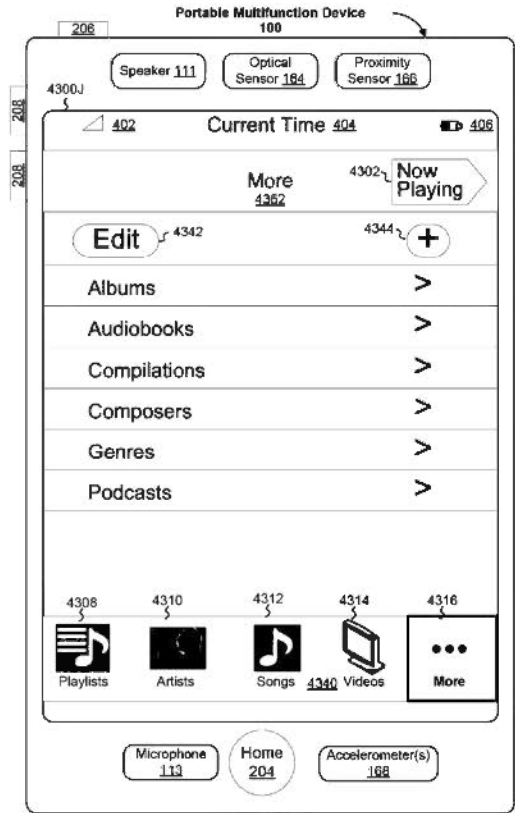 Portable Multifunction Device
100
206
Speaker 111
Optical
Sensor 164
Proximity
Sensor 166
4300J
208
208
402
Current Time 404
406
More
4362
4302
Now
Playing
Edit
4342
4344
+
Albums >
Audiobooks >
Compilations >
Composers >
Genres >
Podcasts >
4308
4310
4312
4314
4316
Playlists
Artists
Songs
4340
Videos
More
Microphone
113
Home
204
Accelerometer(s)
168